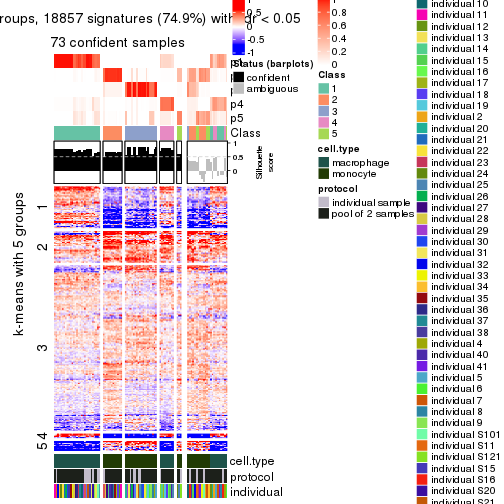 roups, 18857 signatures (74.9%) with
r < 0.05
73 confident samples
p4
p5
Class
1
0.5
0
Silhouette
score
k-means with 5 groups
1
2
3
4
5
cell.type
protocol
individual
0.5
0
-0.5
-1
Status (barplots)
confident
ambiguous
0.8
0.6
0.4
0.2
0
Class
1
2
3
4
5
cell.type
macrophage
monocyte
protocol
individual sample
pool of 2 samples
individual 10
individual 11
individual 12
individual 13
individual 14
individual 15
individual 16
individual 17
individual 18
individual 19
individual 2
individual 20
individual 21
individual 22
individual 23
individual 24
individual 25
individual 26
individual 27
individual 28
individual 29
individual 30
individual 31
individual 32
individual 33
individual 34
individual 35
individual 36
individual 37
individual 38
individual 4
individual 40
individual 41
individual 5
individual 6
individual 7
individual 8
individual 9
individual S101
individual S11
individual S121
individual S15
individual S16
individual S20
individual S21